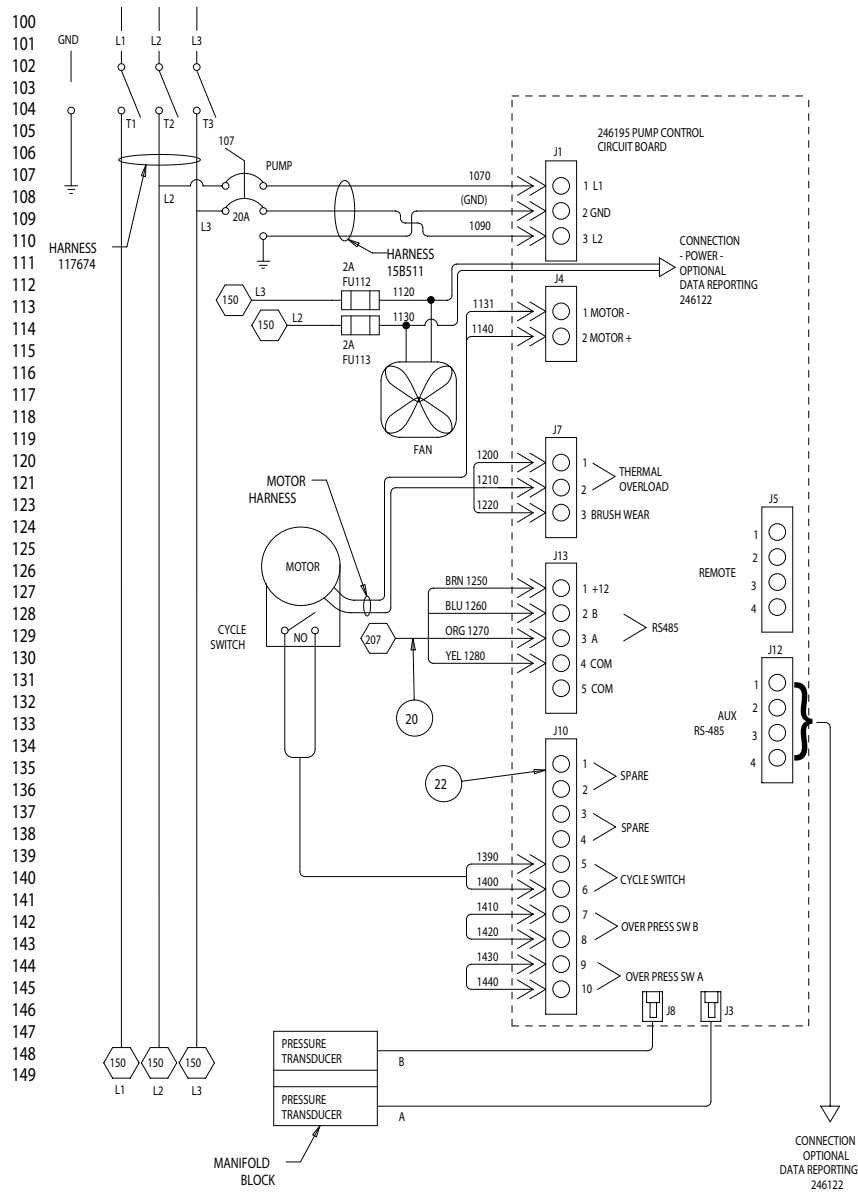 100
101
102
103
104
105
106
107
108
109
110
111
112
113
114
115
116
117
118
119
120
121
123
124
125
126
127
128
129
130
131
132
133
134
135
136
137
138
139
140
141
142
143
144
145
146
147
148
149
GND
L1
L2
L3
T1
T2
T3
107
PUMP
L2
L3
20A
HARNESS
117674
HARNESS
15B511
1070
(GND)
1090
246195 PUMP CONTROL
CIRCUIT BOARD
J1
1 L1
2 GND
3 L2
CONNECTION
- POWER -
OPTIONAL
DATA REPORTING
246122
150
L3
2A
FU112
1120
150
L2
1130
2A
FU113
FAN
J4
1131
1 MOTOR -
1140
2 MOTOR +
J7
1200
1
1210
2
THERMAL
OVERLOAD
1220
3 BRUSH WEAR
MOTOR
HARNESS
MOTOR
CYCLE
SWITCH
NO
J13
BRN 1250
1 +12
BLU 1260
2 B
ORG 1270
3 A
RS485
YEL 1280
4 COM
5 COM
207
20
J5
REMOTE
1
2
3
4
J12
AUX
RS-485
1
2
3
4
J10
22
1
2
SPARE
3
4
SPARE
1390
5
1400
6
CYCLE SWITCH
1410
7
1420
8
OVER PRESS SW B
1430
9
1440
10
OVER PRESS SW A
J8
J3
150
150
150
L1
L2
L3
PRESSURE
TRANSDUCER
B
PRESSURE
TRANSDUCER
A
MANIFOLD
BLOCK
CONNECTION
OPTIONAL
DATA REPORTING
246122